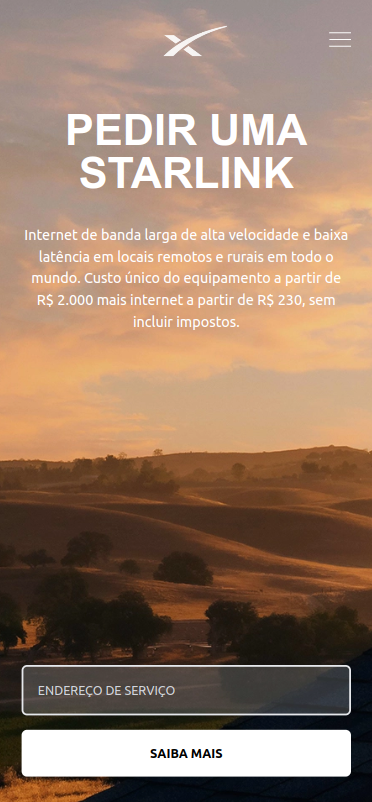 PEDIR UMA
STARLINK
Internet de banda larga de alta velocidade e baixa
latência em locais remotos e rurais em todo o
mundo. Custo único do equipamento a partir de
R$ 2.000 mais internet a partir de R$ 230, sem
incluir impostos.
ENDEREÇO DE SERVIÇO
SAIBA MAIS